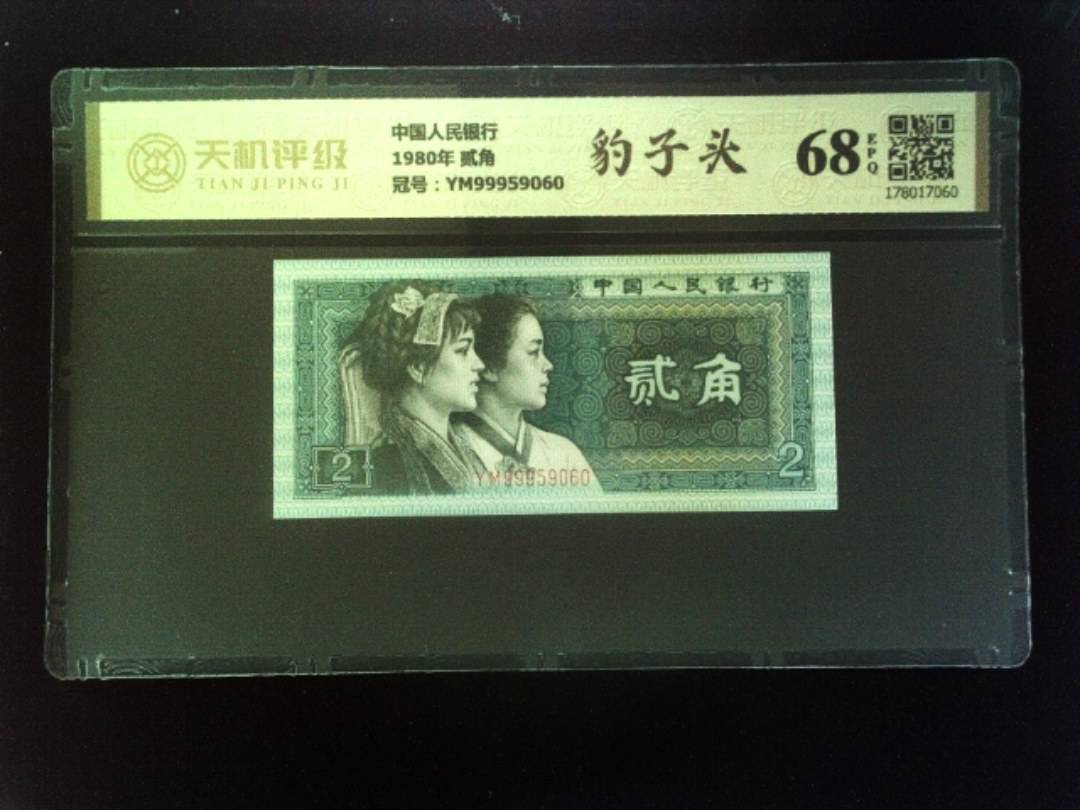 天机评级
TIAN JI PING JI
中国人民银行
1980年 贰角
冠号：YM99959060
豹子头
68
EPQ
178017060
中国人民银行
贰角
2
2
YM99959060